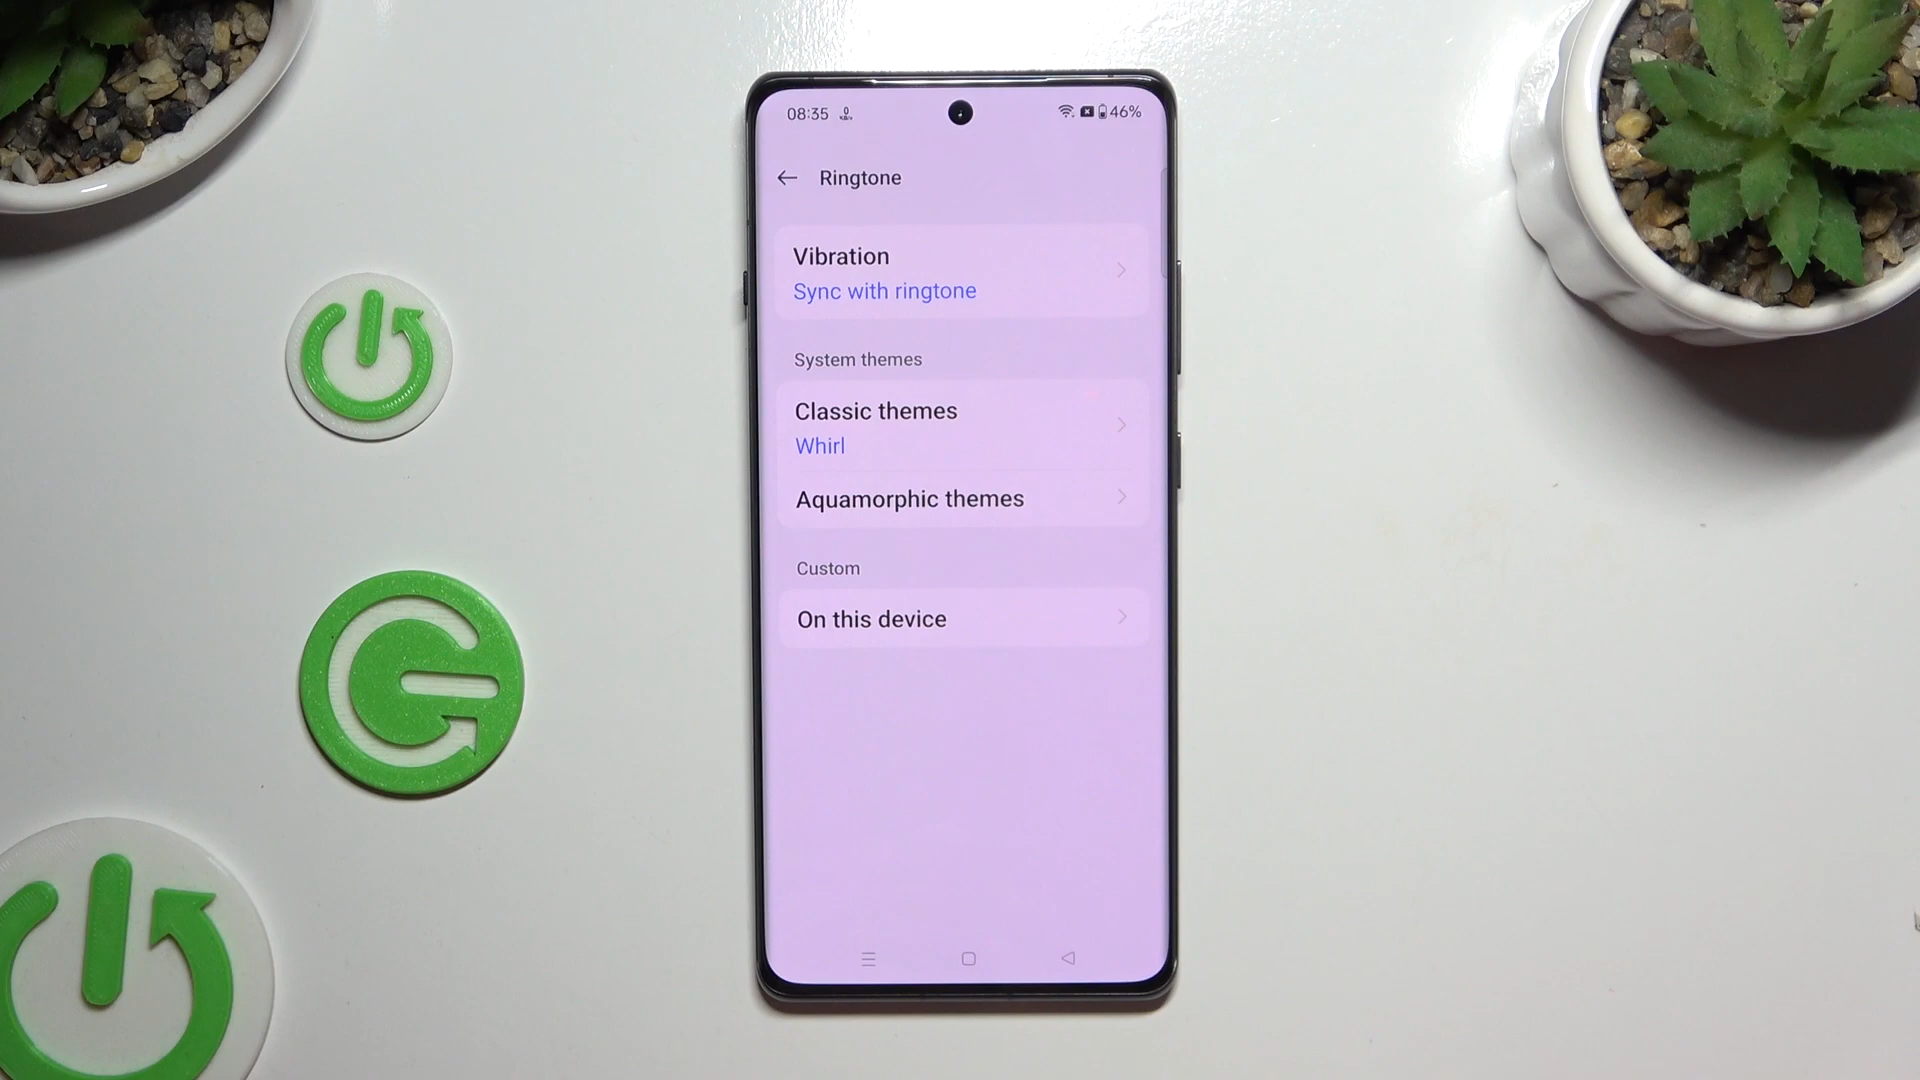 08:35 46%
Ringtone
Vibration
Sync with ringtone
System themes
Classic themes
Whirl
Aquamorphic themes
Custom
On this device